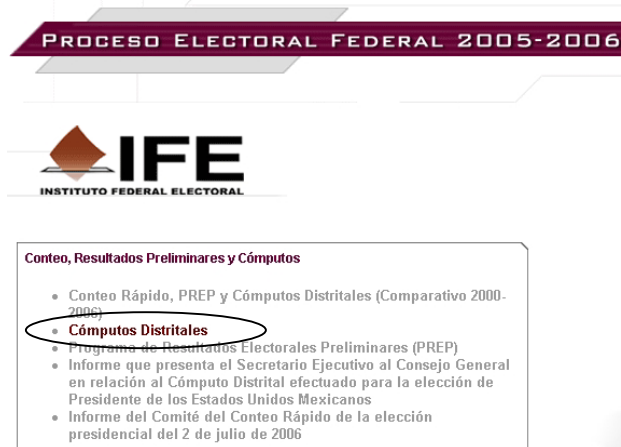 PROCESO ELECTORAL FEDERAL 2005-2006
IFE
INSTITUTO FEDERAL ELECTORAL
Conteo, Resultados Preliminares y Cómputos
Conteo Rápido, PREP y Cómputos Distritales (Comparativo 2000-
2006)
Cómputos Distritales
Programa de Resultados Electorales Preliminares (PREP)
Informe que presenta el Secretario Ejecutivo al Consejo General
en relación al Cómputo Distrital efectuado para la elección de
Presidente de los Estados Unidos Mexicanos
Informe del Comité del Conteo Rápido de la elección
presidencial del 2 de julio de 2006